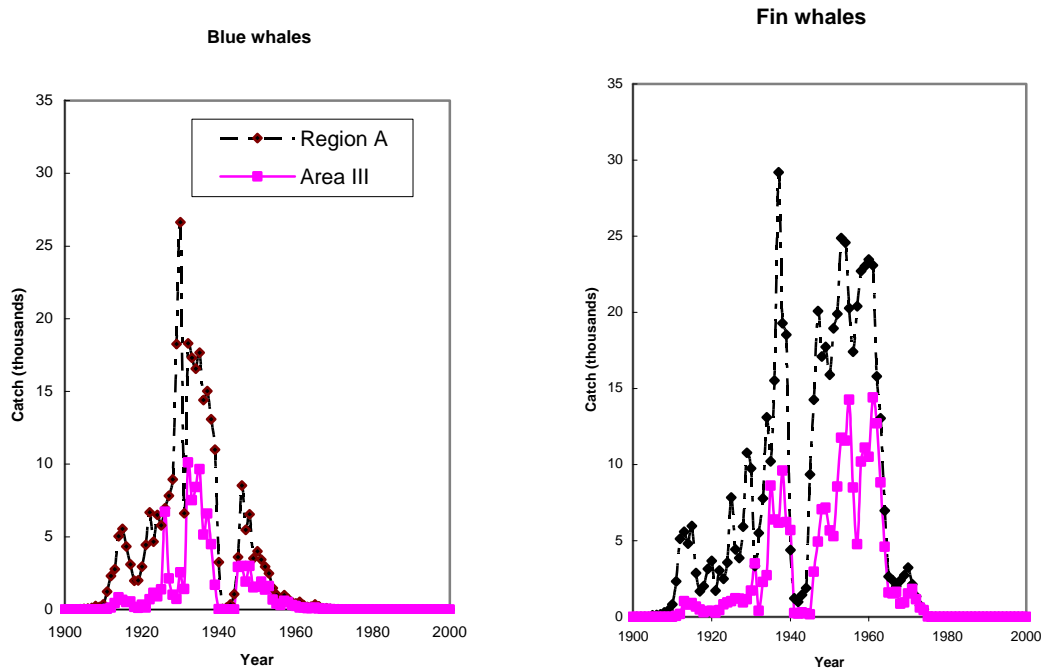 Blue whales
35
30
25
20
15
10
5
0
Catch (thousands)
Region A
Area III
1900 1920 1940 1960 1980 2000
Year
Fin whales
35
30
25
20
15
10
5
0
Catch (thousands)
1900 1920 1940 1960 1980 2000
Year